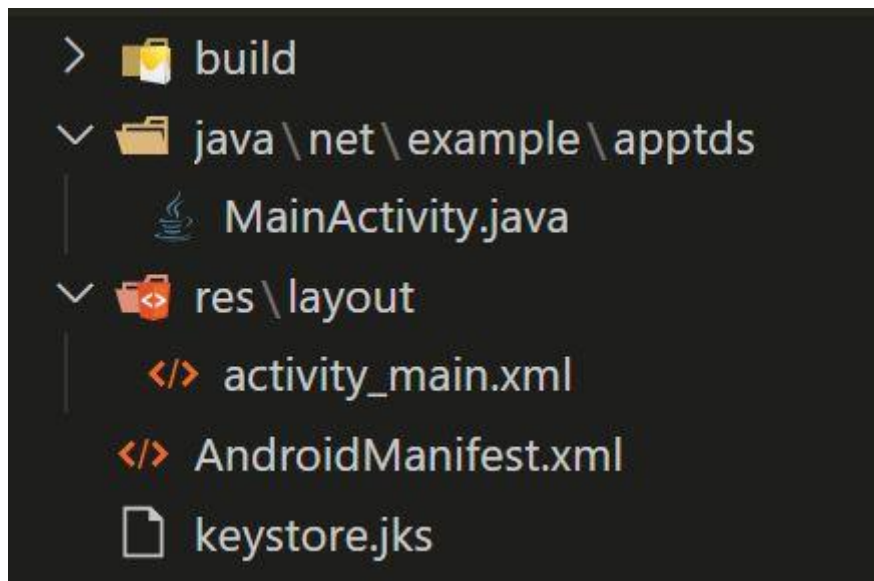 build
java\net\example\apptds
MainActivity.java
res\layout
activity_main.xml
AndroidManifest.xml
keystore.jks